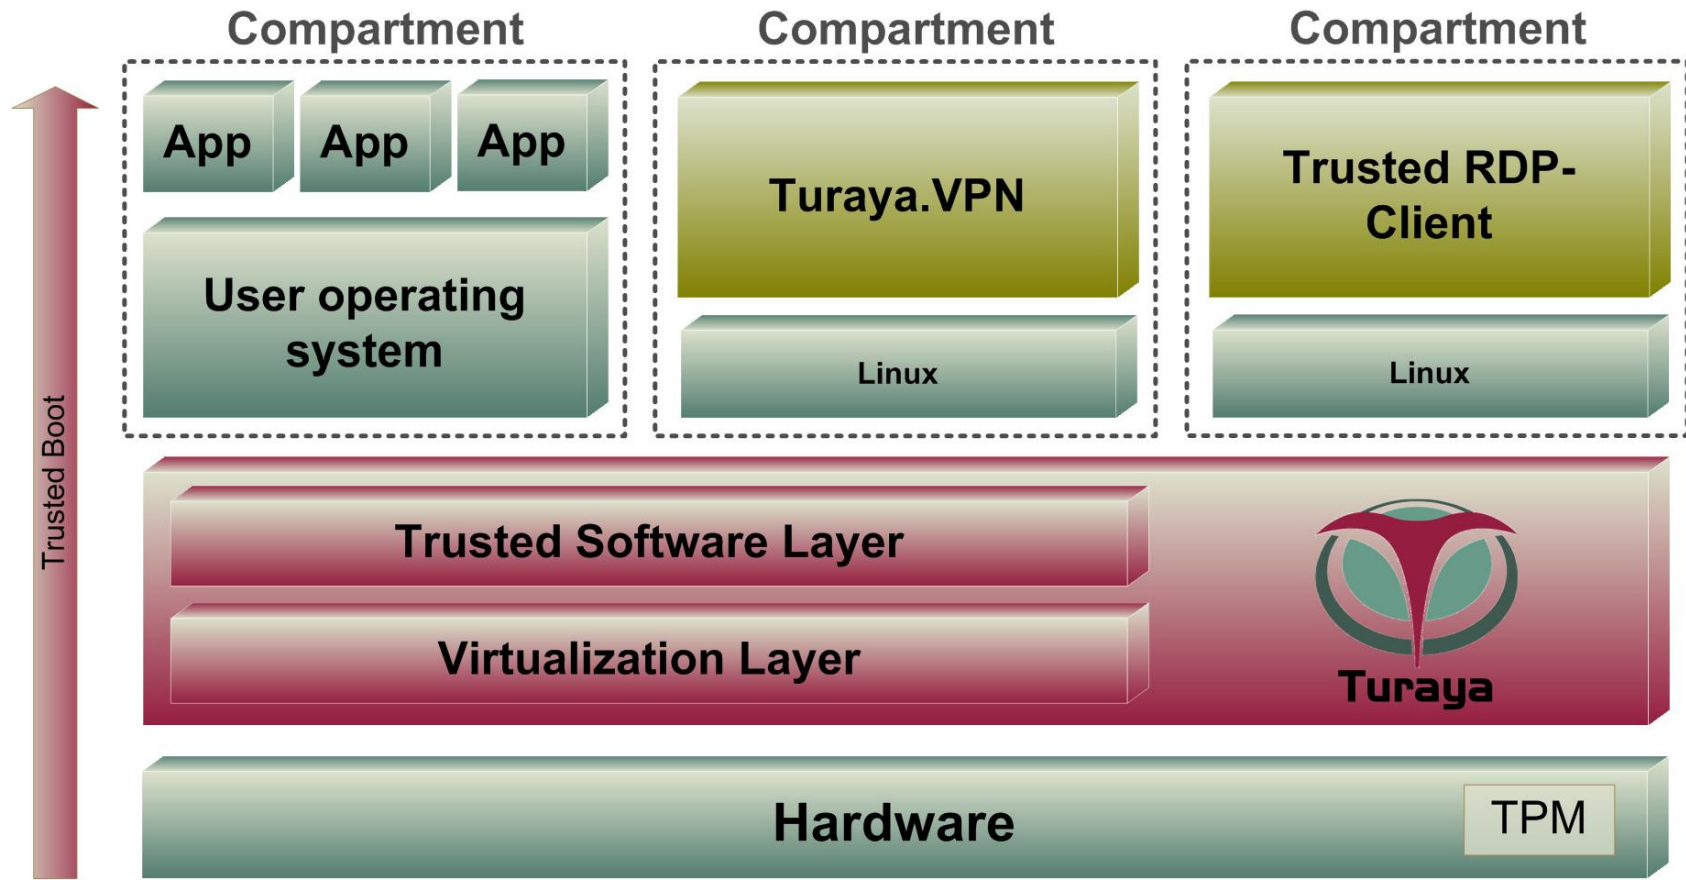 Compartment
Compartment
Compartment
App
App
App
User operating
system
Turaya.VPN
Linux
Trusted RDP-
Client
Linux
Trusted Boot
Trusted Software Layer
Virtualization Layer
Turaya
Hardware
TPM